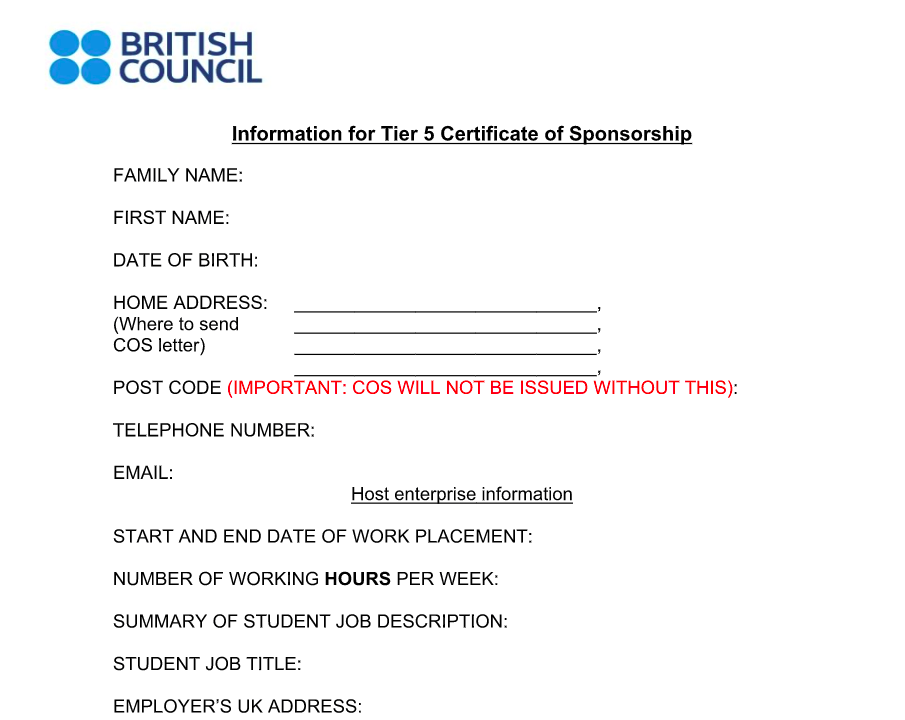 BRITISH
COUNCIL
Information for Tier 5 Certificate of Sponsorship
FAMILY NAME:
FIRST NAME:
DATE OF BIRTH:
HOME ADDRESS: ______________________________,
(Where to send ______________________________,
COS letter) ______________________________,
______________________________,
POST CODE (IMPORTANT: COS WILL NOT BE ISSUED WITHOUT THIS):
TELEPHONE NUMBER:
EMAIL:
Host enterprise information
START AND END DATE OF WORK PLACEMENT:
NUMBER OF WORKING HOURS PER WEEK:
SUMMARY OF STUDENT JOB DESCRIPTION:
STUDENT JOB TITLE:
EMPLOYER'S UK ADDRESS: